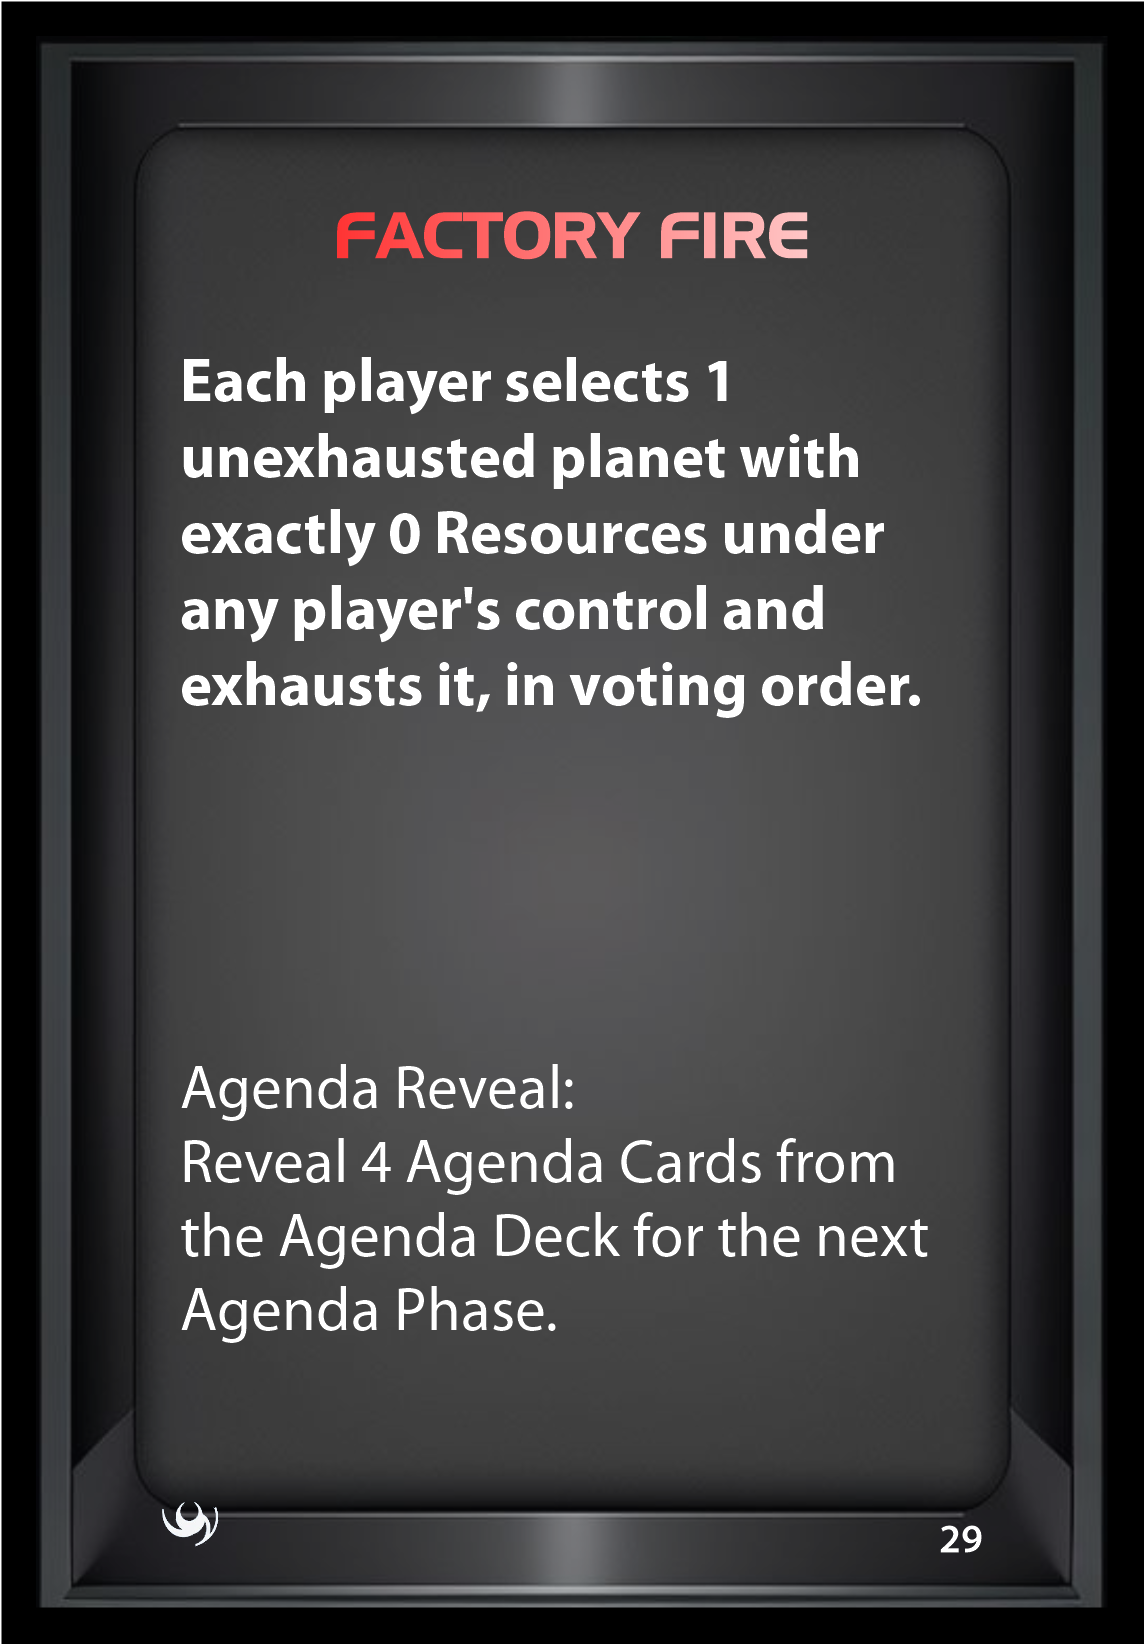 FACTORY FIRE
Each player selects 1
unexhausted planet with
exactly 0 Resources under
any player's control and
exhausts it, in voting order.
Agenda Reveal:
Reveal 4 Agenda Cards from
the Agenda Deck for the next
Agenda Phase.
29